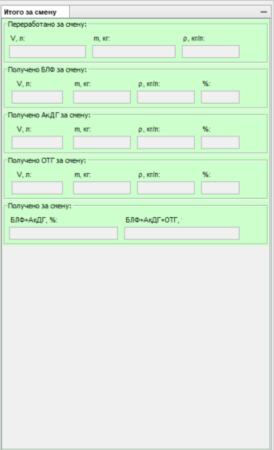 Итого за смену
Переработано за смену:
V, л: m, кг: ρ, кг/л:
Получено БЛФ за смену:
V, л: m, кг: ρ, кг/л: %:
Получено АкДГ за смену:
V, л: m, кг: ρ, кг/л: %:
Получено ОТГ за смену:
V, л: m, кг: ρ, кг/л: %:
Получено за смену:
БЛФ+АкДГ, %: БЛФ+АкДГ+ОТГ,